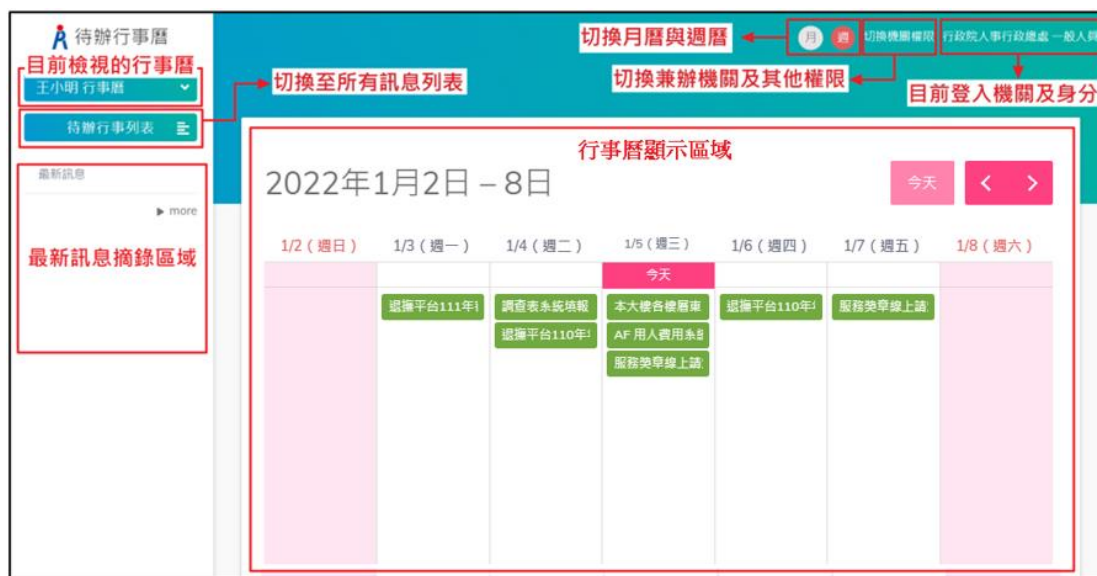 待辦行事曆
目前檢視的行事曆
王小明 行事曆
待辦行事列表
最新訊息
more
最新訊息摘錄區域
切換至所有訊息列表
切換月曆與週曆
月
週
切換機關權限
行政院人事行政總處 一般人員
切換兼辦機關及其他權限
目前登入機關及身分
行事曆顯示區域
2022年1月2日 – 8日
今天
1/2 ( 週日 )
1/3 ( 週一 )
1/4 ( 週二 )
1/5 ( 週三 )
1/6 ( 週四 )
1/7 ( 週五 )
1/8 ( 週六 )
今天
退撫平台111年
調查表系統填報
本大樓各樓層東
退撫平台110年
服務獎章線上請
退撫平台110年
AF 用人費用系
服務獎章線上請